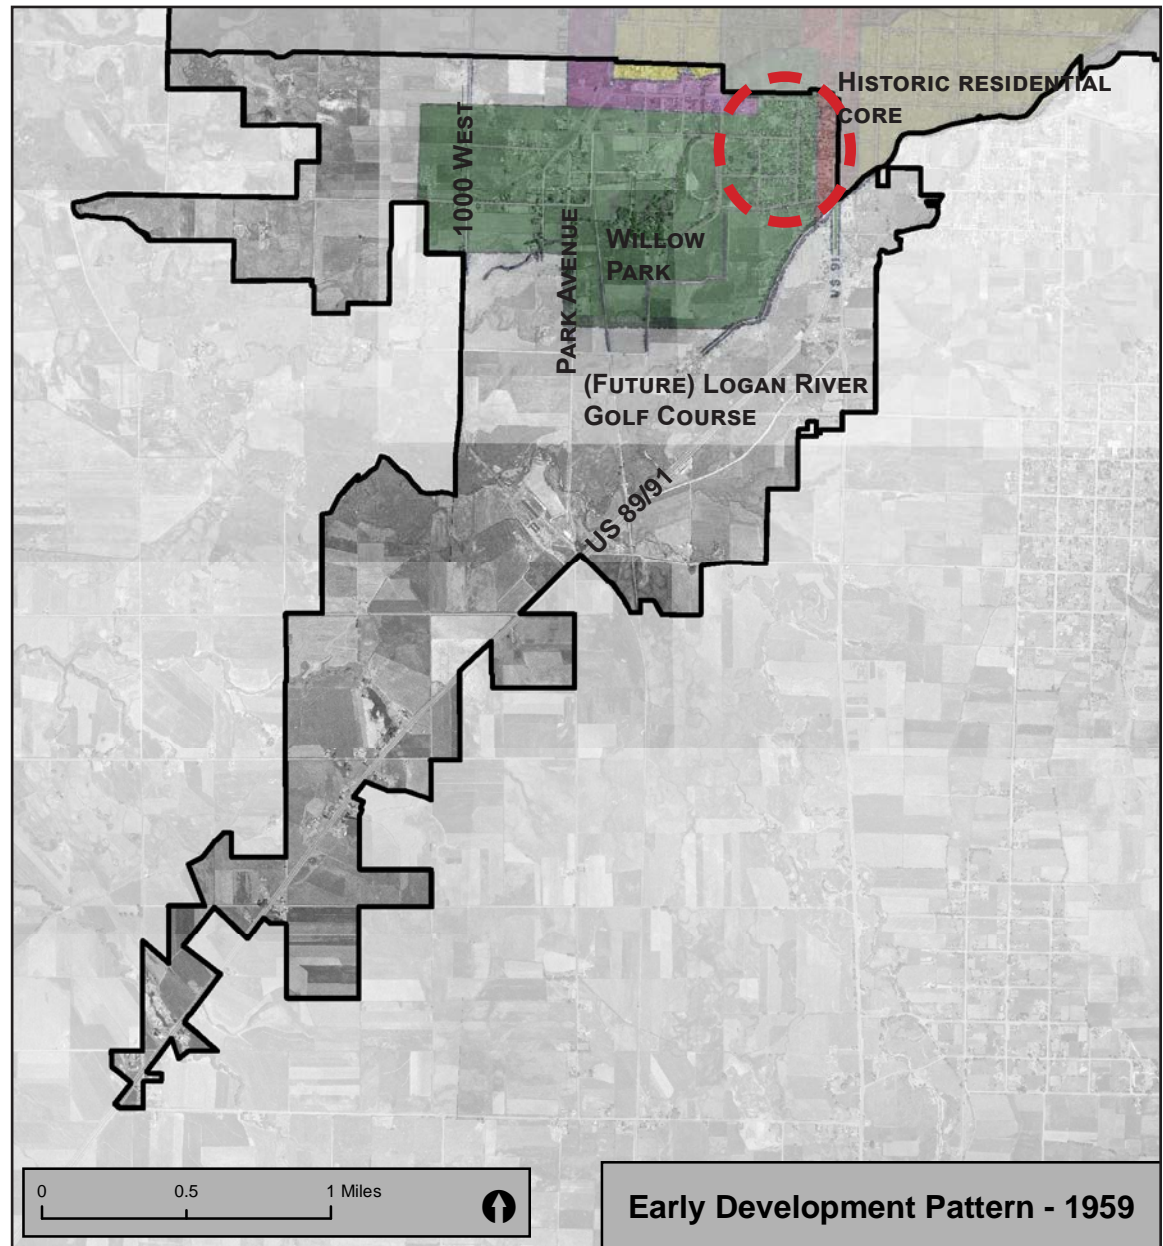 HISTORIC RESIDENTIAL
CORE
1000 WEST
PARK AVENUE
WILLOW
PARK
US 91
(FUTURE) LOGAN RIVER
GOLF COURSE
US 89/91
0 0.5 1 Miles
Early Development Pattern - 1959